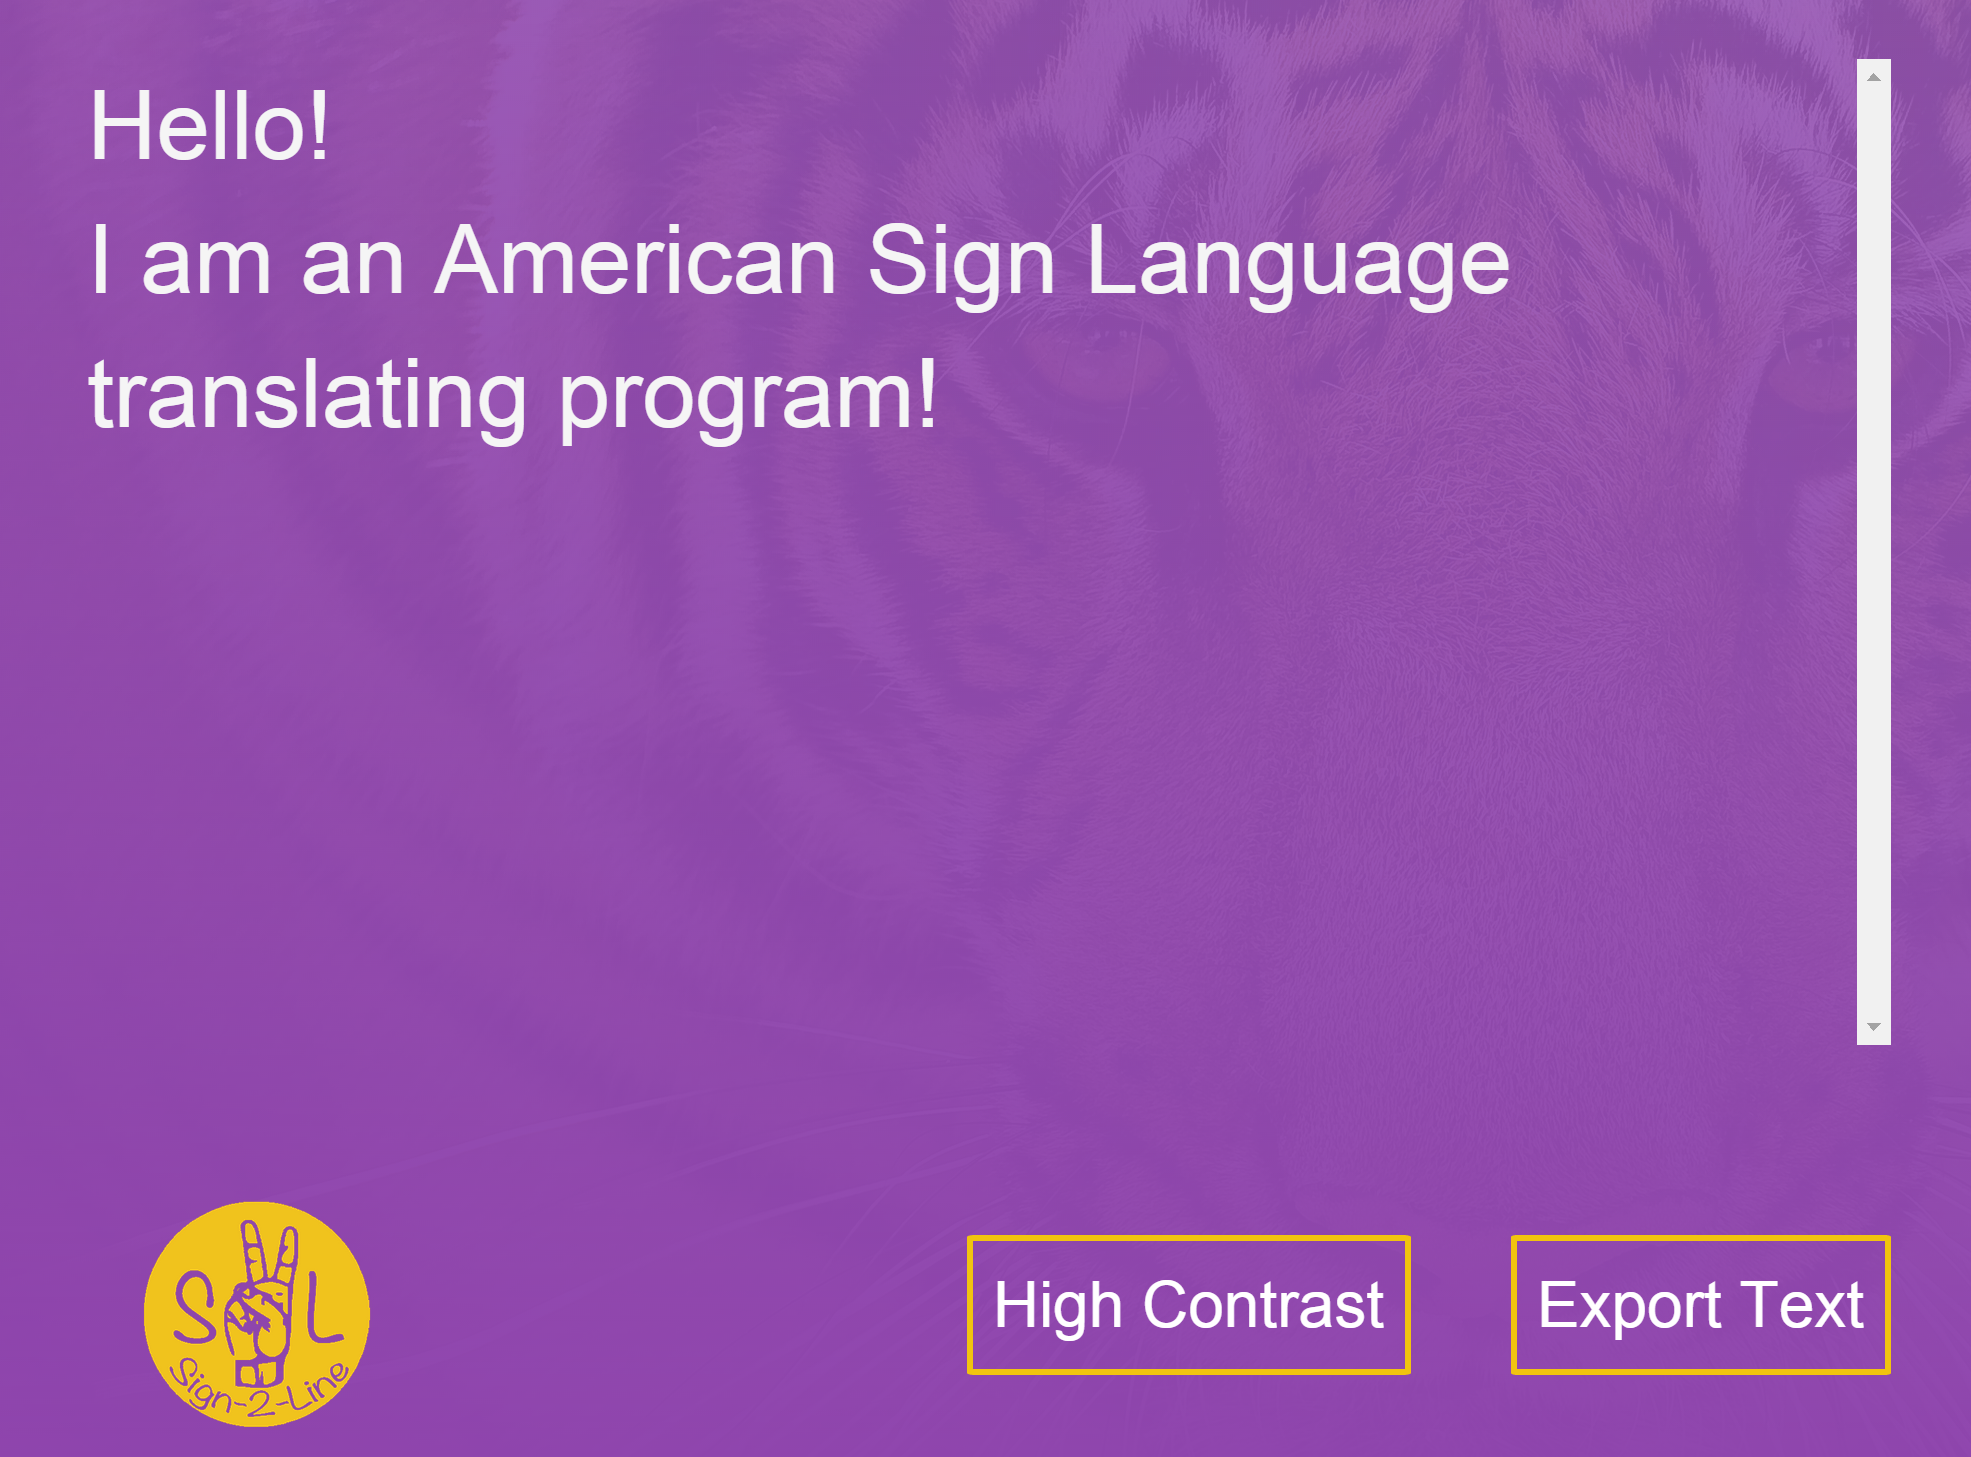 Hello!
I am an American Sign Language
translating program!
S L
Sign-2-Line
High Contrast
Export Text